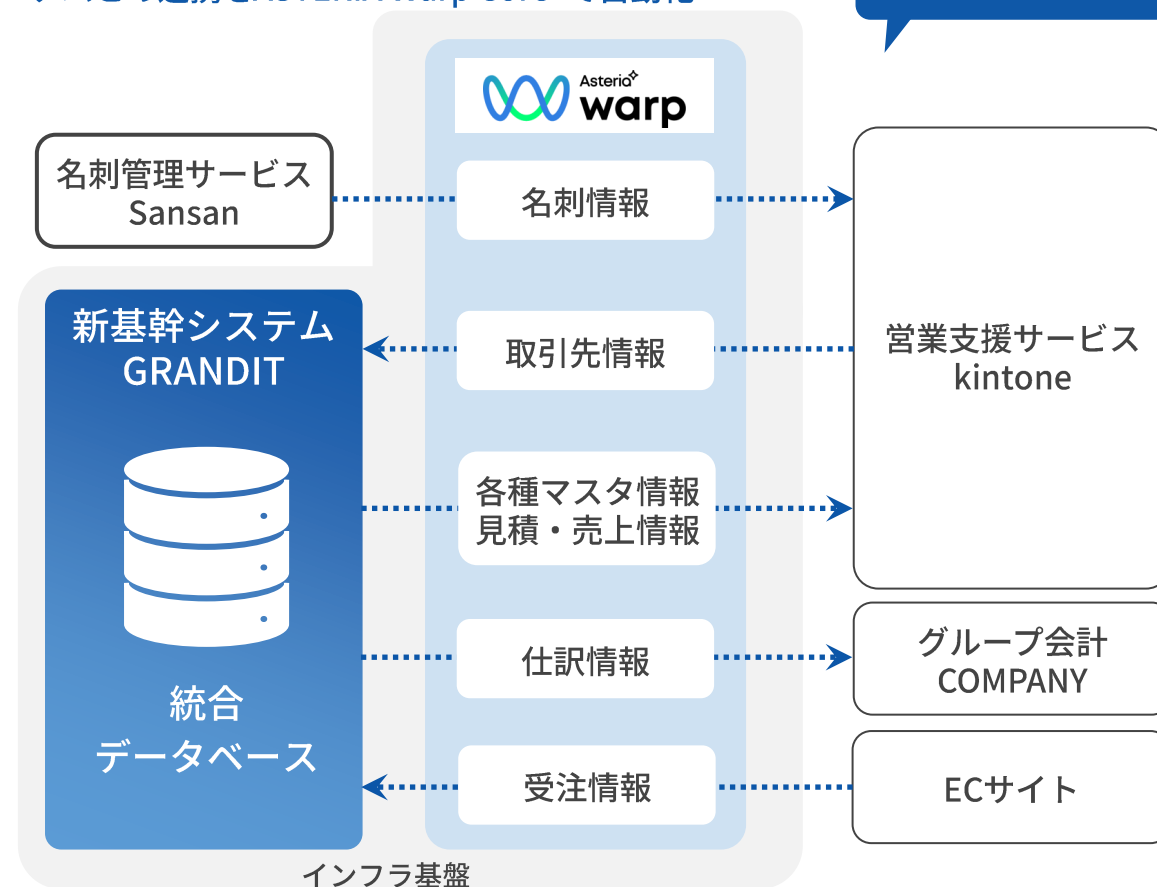 Asteria
warp
名刺管理サービス
Sansan
名刺情報
新基幹システム
GRANDIT
取引先情報
営業支援サービス
kintone
各種マスタ情報
見積・売上情報
仕訳情報
グループ会計
COMPANY
統合
データベース
受注情報
ECサイト
インフラ基盤